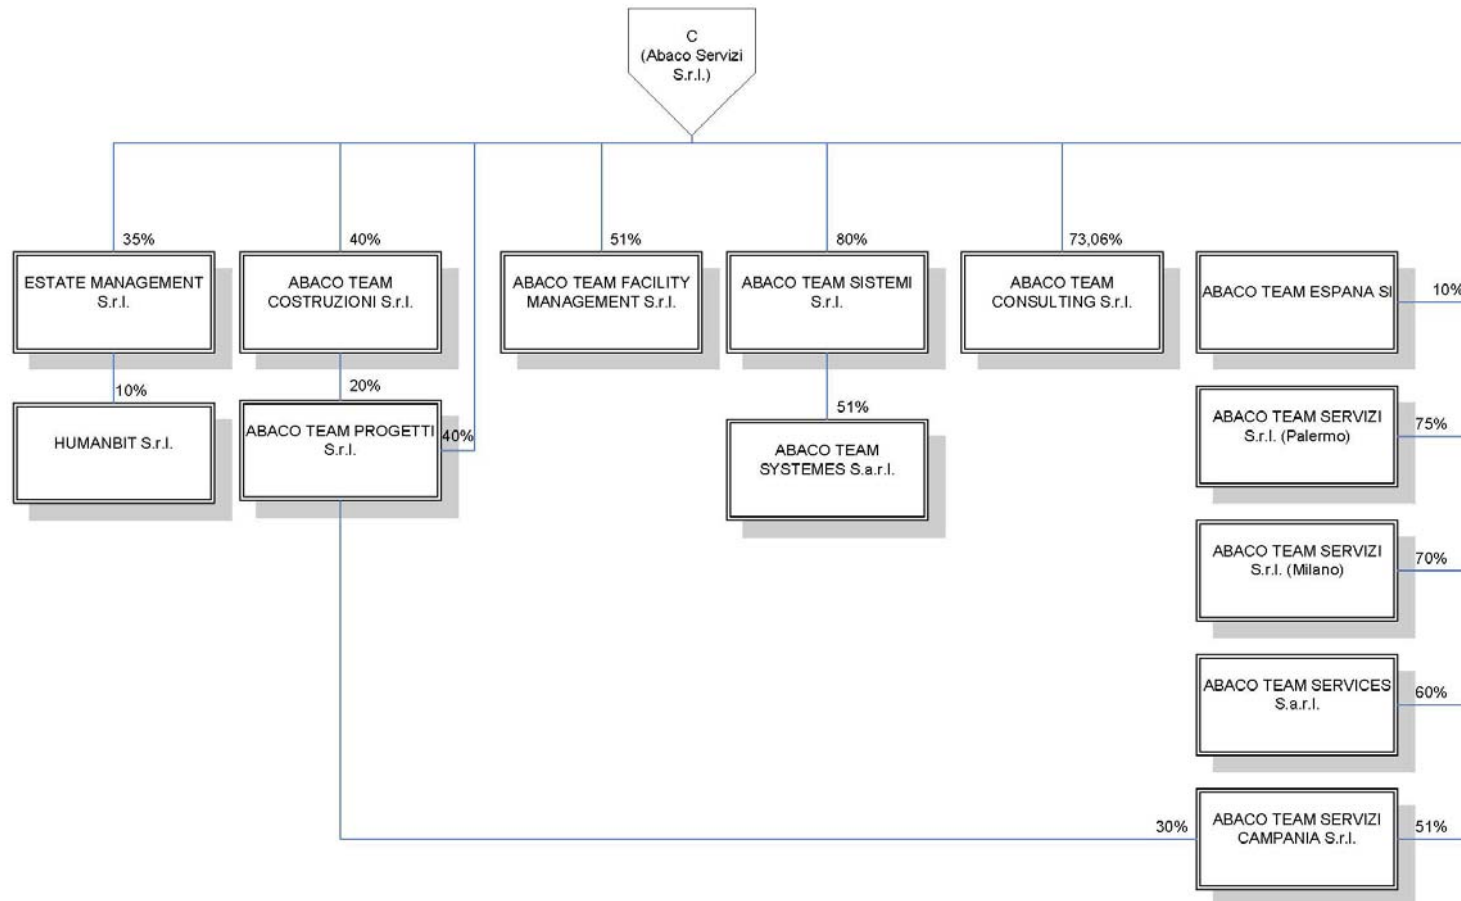 C
(Abaco Servizi
S.r.l.)
35%
40%
51%
80%
73,06%
ESTATE MANAGEMENT
S.r.l.
ABACO TEAM
COSTRUZIONI S.r.l.
ABACO TEAM FACILITY
MANAGEMENT S.r.l.
ABACO TEAM SISTEMI
S.r.l.
ABACO TEAM
CONSULTING S.r.l.
ABACO TEAM ESPANA SI
10%
10%
20%
51%
HUMANBIT S.r.l.
ABACO TEAM PROGETTI
S.r.l.
40%
ABACO TEAM
SYSTEMES S.a.r.l.
ABACO TEAM SERVIZI
S.r.l. (Palermo)
75%
ABACO TEAM SERVIZI
S.r.l. (Milano)
70%
ABACO TEAM SERVICES
S.a.r.l.
60%
30%
ABACO TEAM SERVIZI
CAMPANIA S.r.l.
51%